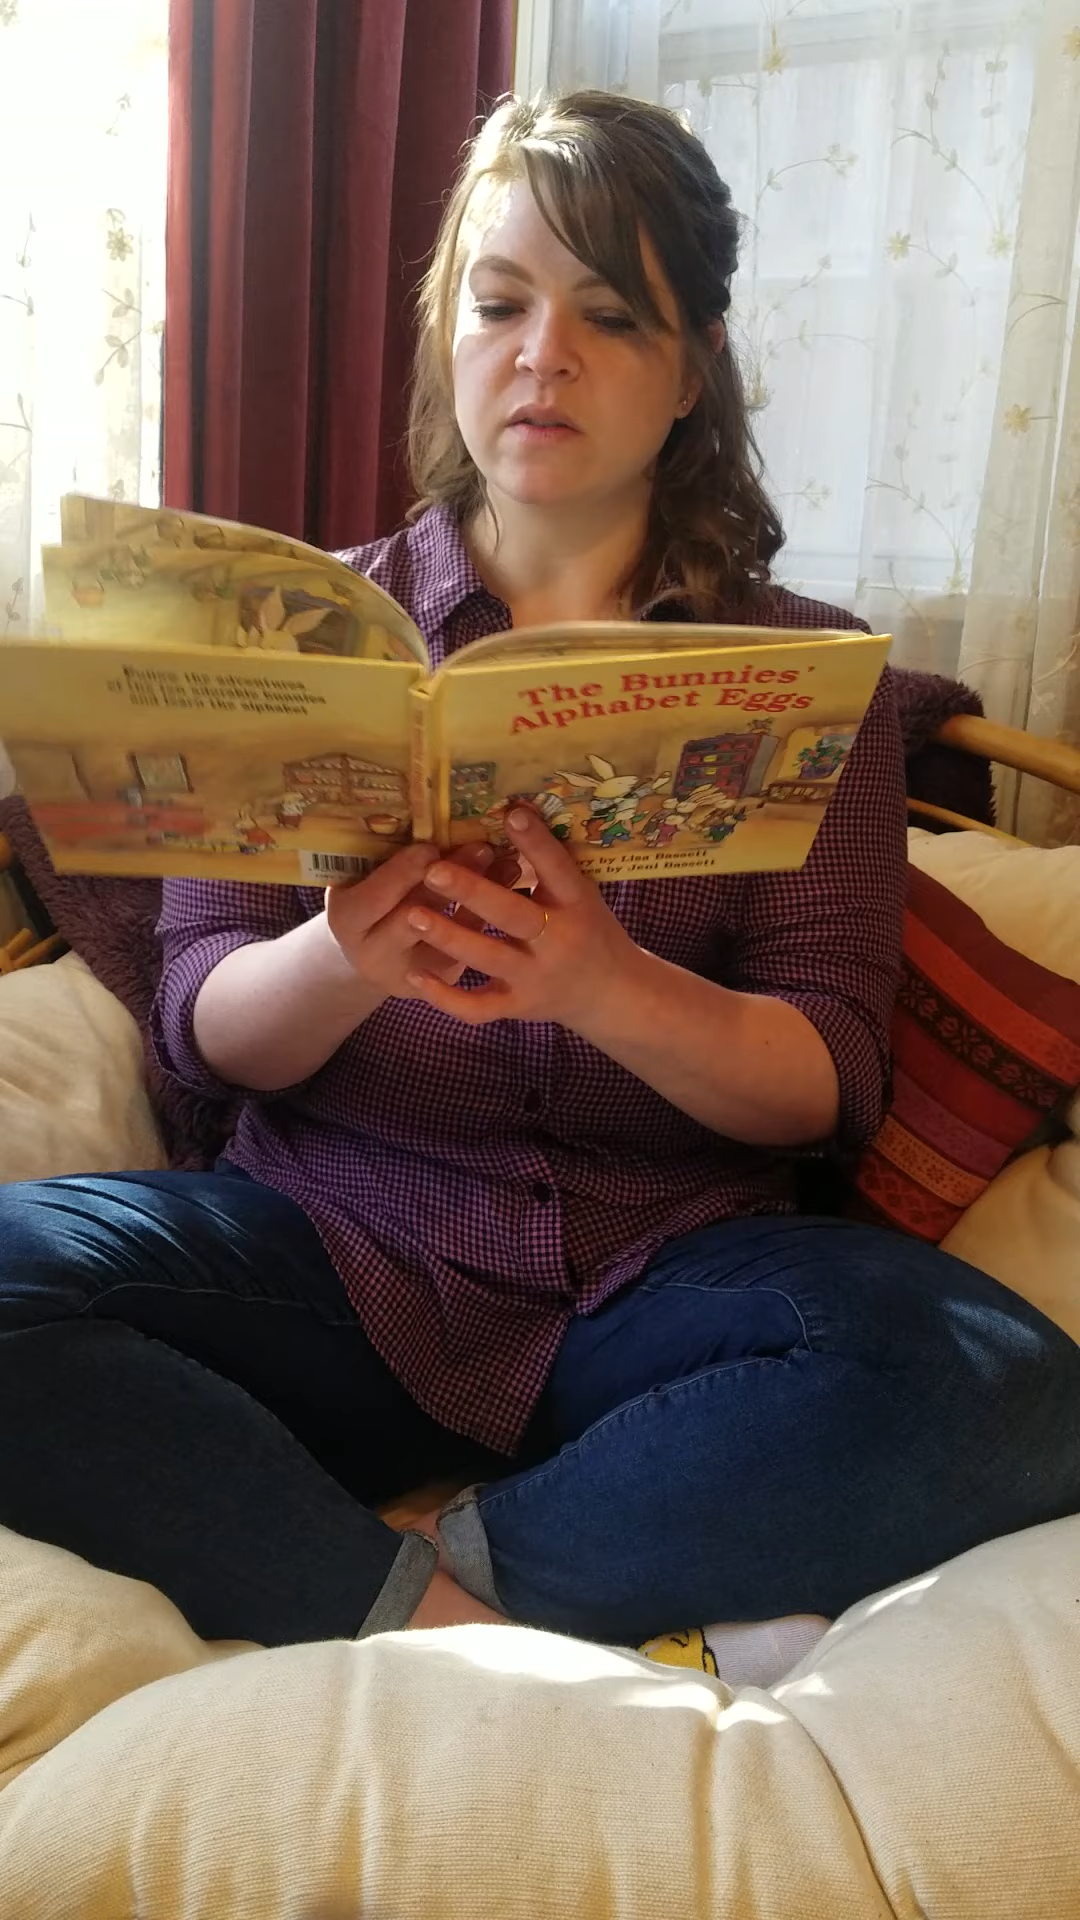 Follow the adventures
of the ten adorable bunnies
and learn the alphabet
The Bunnies'
Alphabet Eggs
by Lisa Bassett
by Jeni Bassett